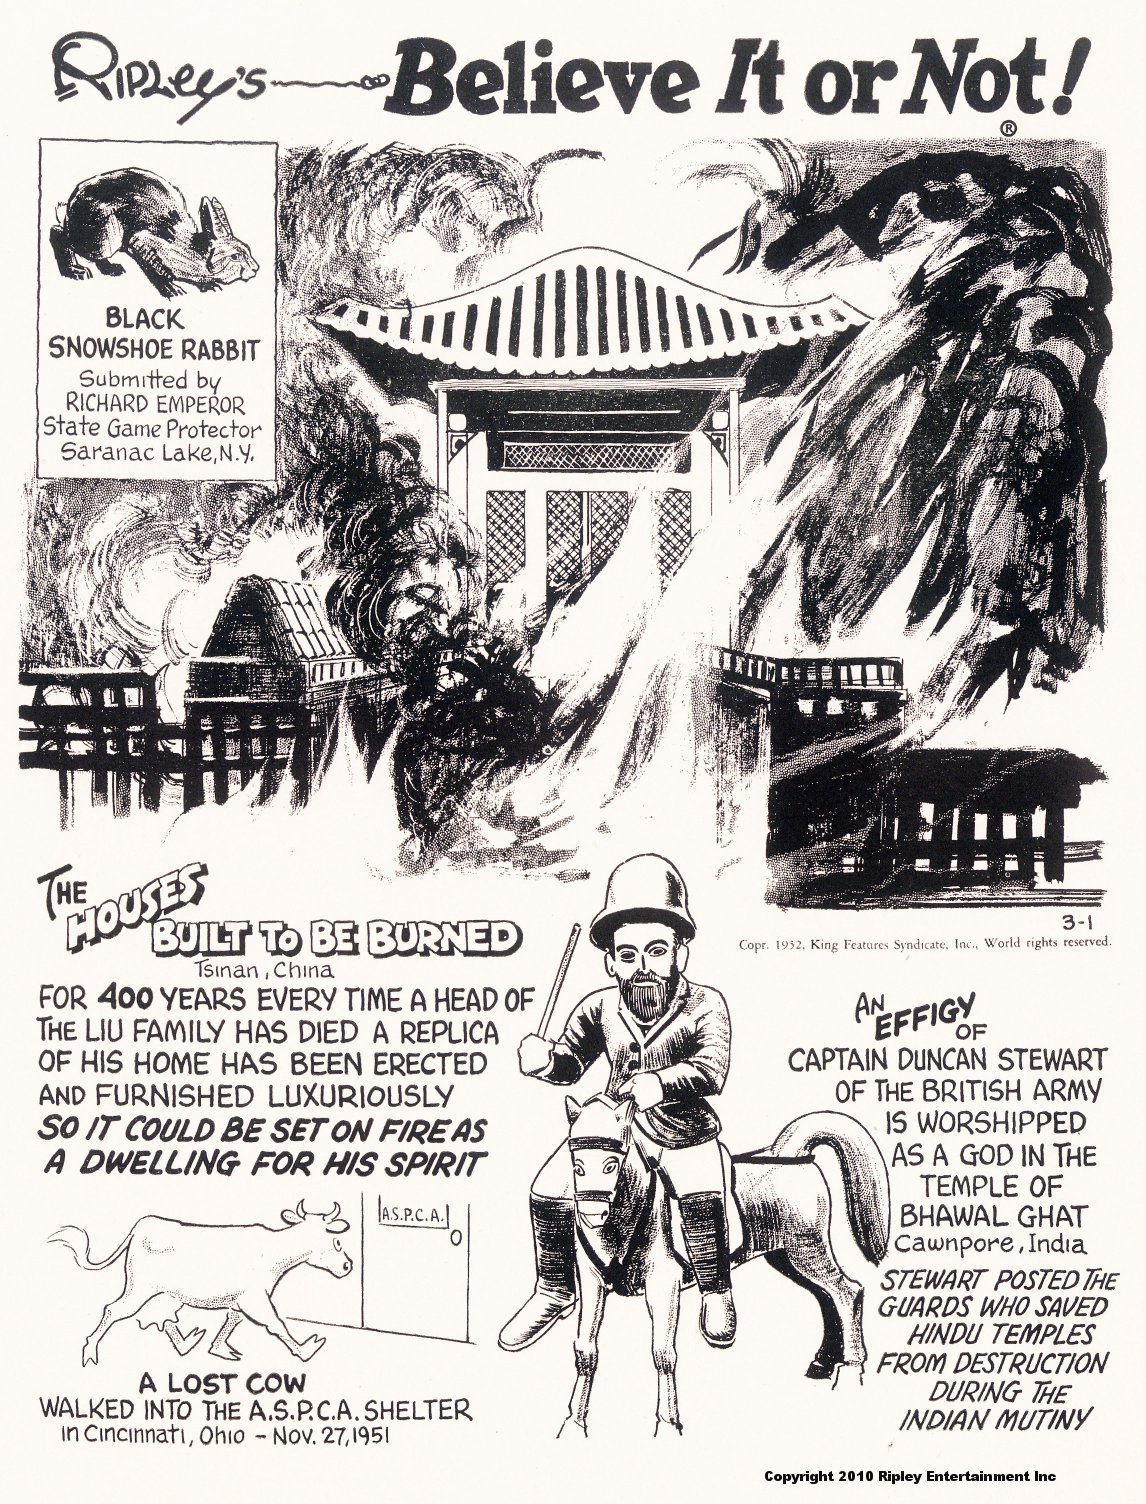 Ripley's Believe It or Not!
®
BLACK
SNOWSHOE RABBIT
Submitted by
RICHARD EMPEROR
State Game Protector
Saranac Lake, N.Y.
3-1
Copr. 1952, King Features Syndicate, Inc., World rights reserved.
THE
HOUSES
BUILT TO BE BURNED
Tsinan, China
FOR 400 YEARS EVERY TIME A HEAD OF
THE LIU FAMILY HAS DIED A REPLICA
OF HIS HOME HAS BEEN ERECTED
AND FURNISHED LUXURIOUSLY
SO IT COULD BE SET ON FIRE AS
A DWELLING FOR HIS SPIRIT
A.S.P.C.A.
A LOST COW
WALKED INTO THE A.S.P.C.A. SHELTER
in Cincinnati, Ohio - Nov. 27, 1951
AN
EFFIGY
OF
CAPTAIN DUNCAN STEWART
OF THE BRITISH ARMY
IS WORSHIPPED
AS A GOD IN THE
TEMPLE OF
BHAWAL GHAT
Cawnpore, India
STEWART POSTED THE
GUARDS WHO SAVED
HINDU TEMPLES
FROM DESTRUCTION
DURING THE
INDIAN MUTINY
Copyright 2010 Ripley Entertainment Inc